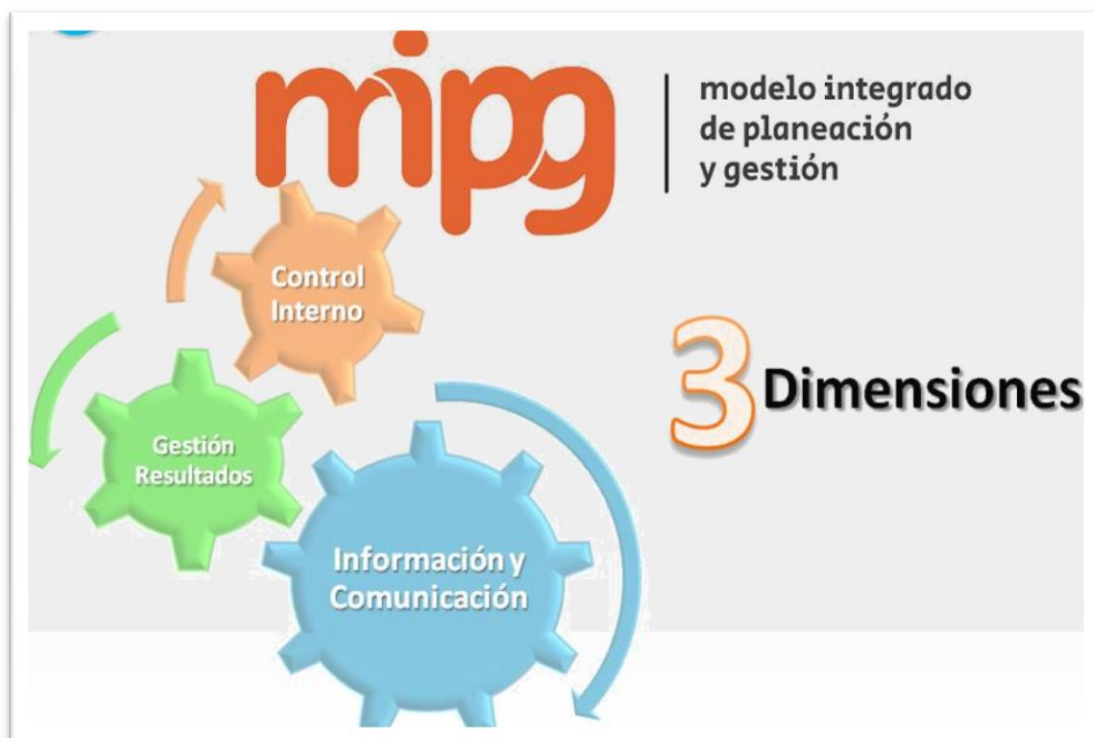 mipg
modelo integrado
de planeación
y gestión
Control
Interno
3 Dimensiones
Gestión
Resultados
Información y
Comunicación